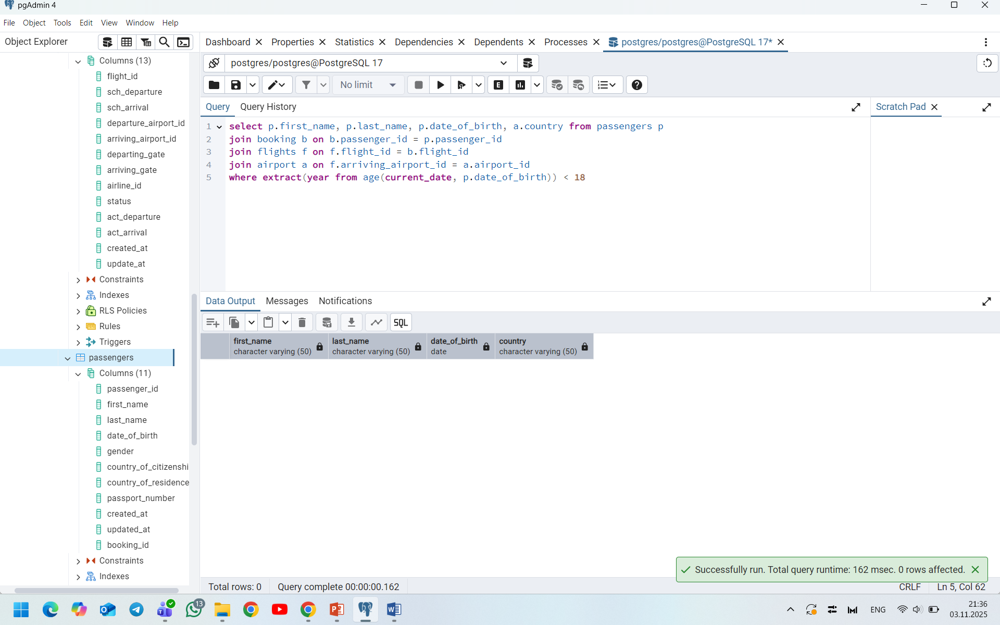 pgAdmin 4
File Object Tools Edit View Window Help
Object Explorer
Dashboard Properties Statistics Dependencies Dependents Processes postgres/postgres@PostgreSQL 17*
postgres/postgres@PostgreSQL 17
No limit
E
Query Query History
Scratch Pad
1 select p.first_name, p.last_name, p.date_of_birth, a.country from passengers p
2 join booking b on b.passenger_id = p.passenger_id
3 join flights f on f.flight_id = b.flight_id
4 join airport a on f.arriving_airport_id = a.airport_id
5 where extract(year from age(current_date, p.date_of_birth)) < 18
Columns (13)
flight_id
sch_departure
sch_arrival
departure_airport_id
arriving_airport_id
departing_gate
arriving_gate
airline_id
status
act_departure
act_arrival
created_at
update_at
Constraints
Indexes
RLS Policies
Rules
Triggers
passengers
Columns (11)
passenger_id
first_name
last_name
date_of_birth
gender
country_of_citizenshi
country_of_residence
passport_number
created_at
updated_at
booking_id
Constraints
Indexes
Data Output Messages Notifications
SQL
first_name last_name date_of_birth country
character varying (50) character varying (50) date character varying (50)
Successfully run. Total query runtime: 162 msec. 0 rows affected.
Total rows: 0 Query complete 00:00:00.162 CRLF Ln 5, Col 62
13
ENG
21:36
03.11.2025